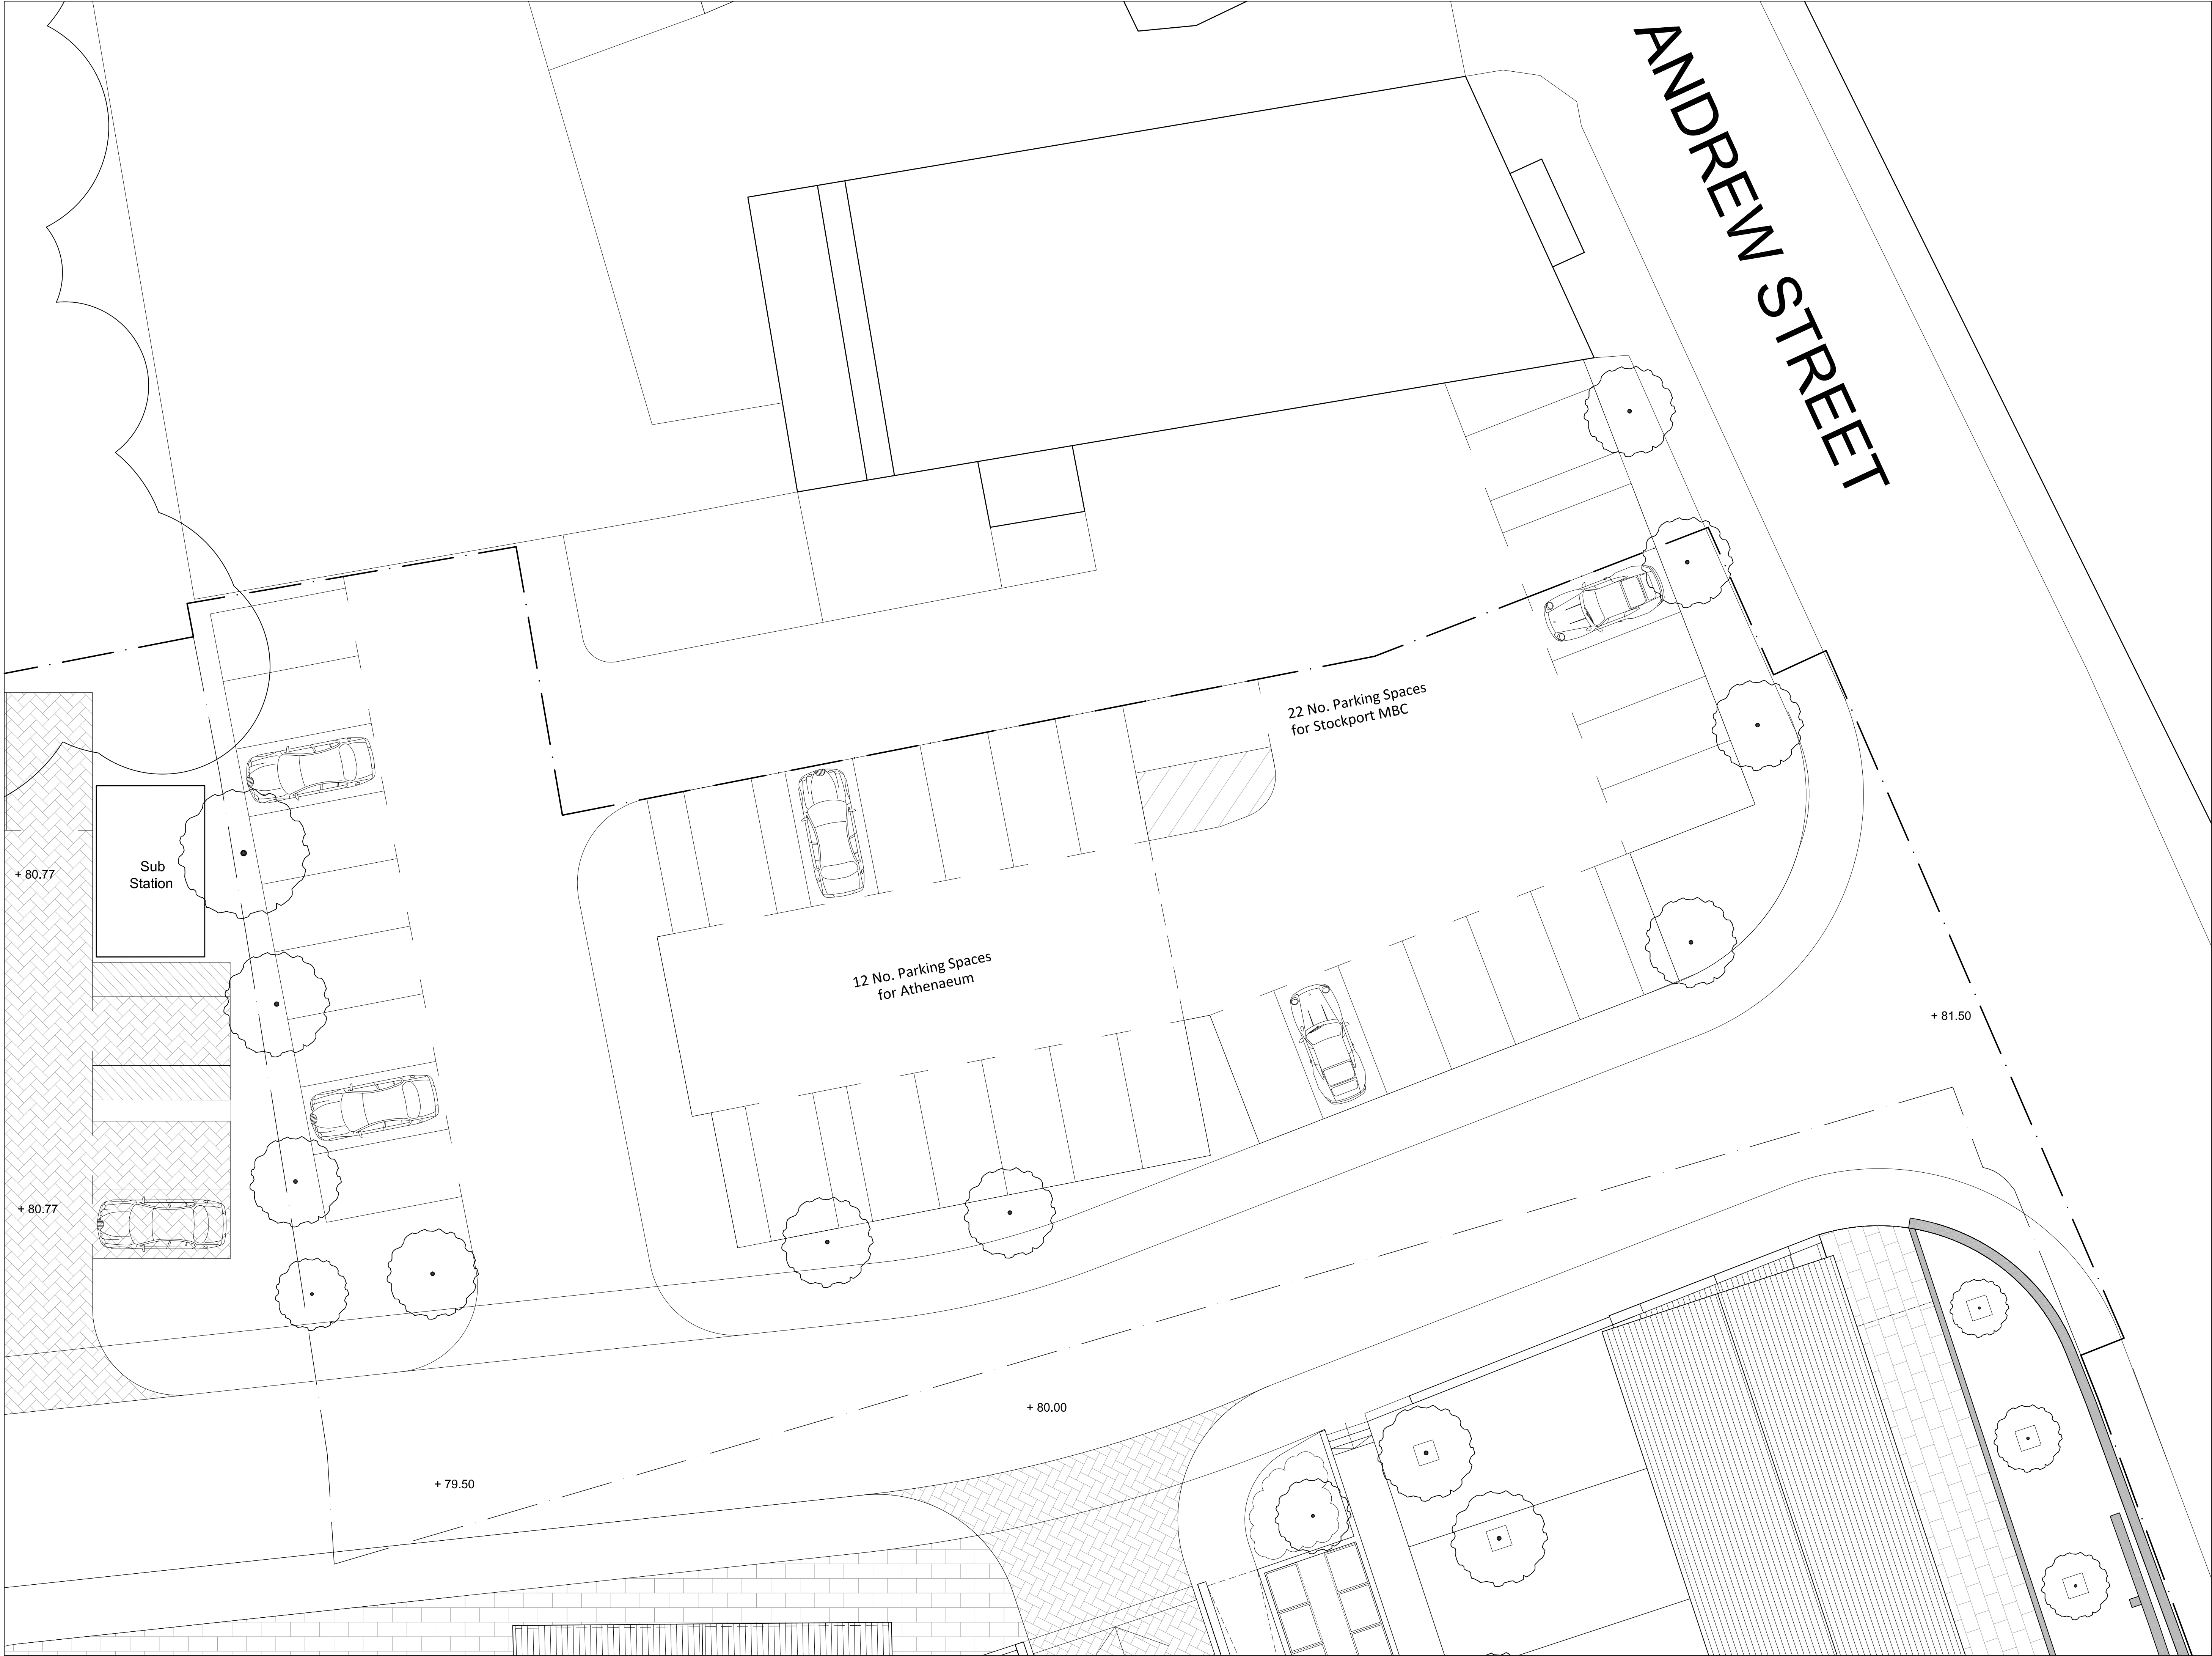 ANDREW STREET
22 No. Parking Spaces
for Stockport MBC
Sub
Station
+ 80.77
12 No. Parking Spaces
for Athenaeum
+ 81.50
+ 80.77
+ 80.00
+ 79.50